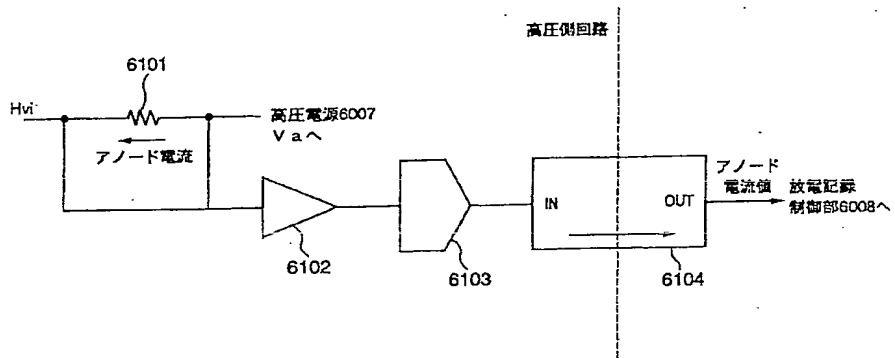 高圧側回路
6101
Hvi
高圧電源6007
Vaへ
アノード電流
6102
6103
IN
OUT
6104
アノード
電流値
放電記録
制御部6008へ